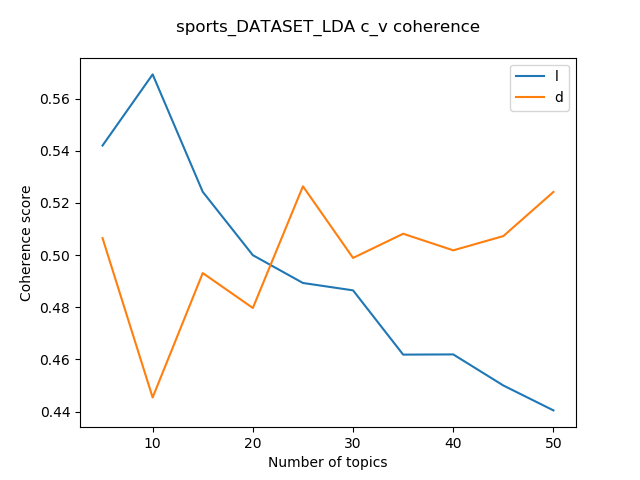 sports_DATASET_LDA c_v coherence
l
d
0.56
0.54
0.52
0.50
0.48
0.46
0.44
Coherence score
10 20 30 40 50
Number of topics